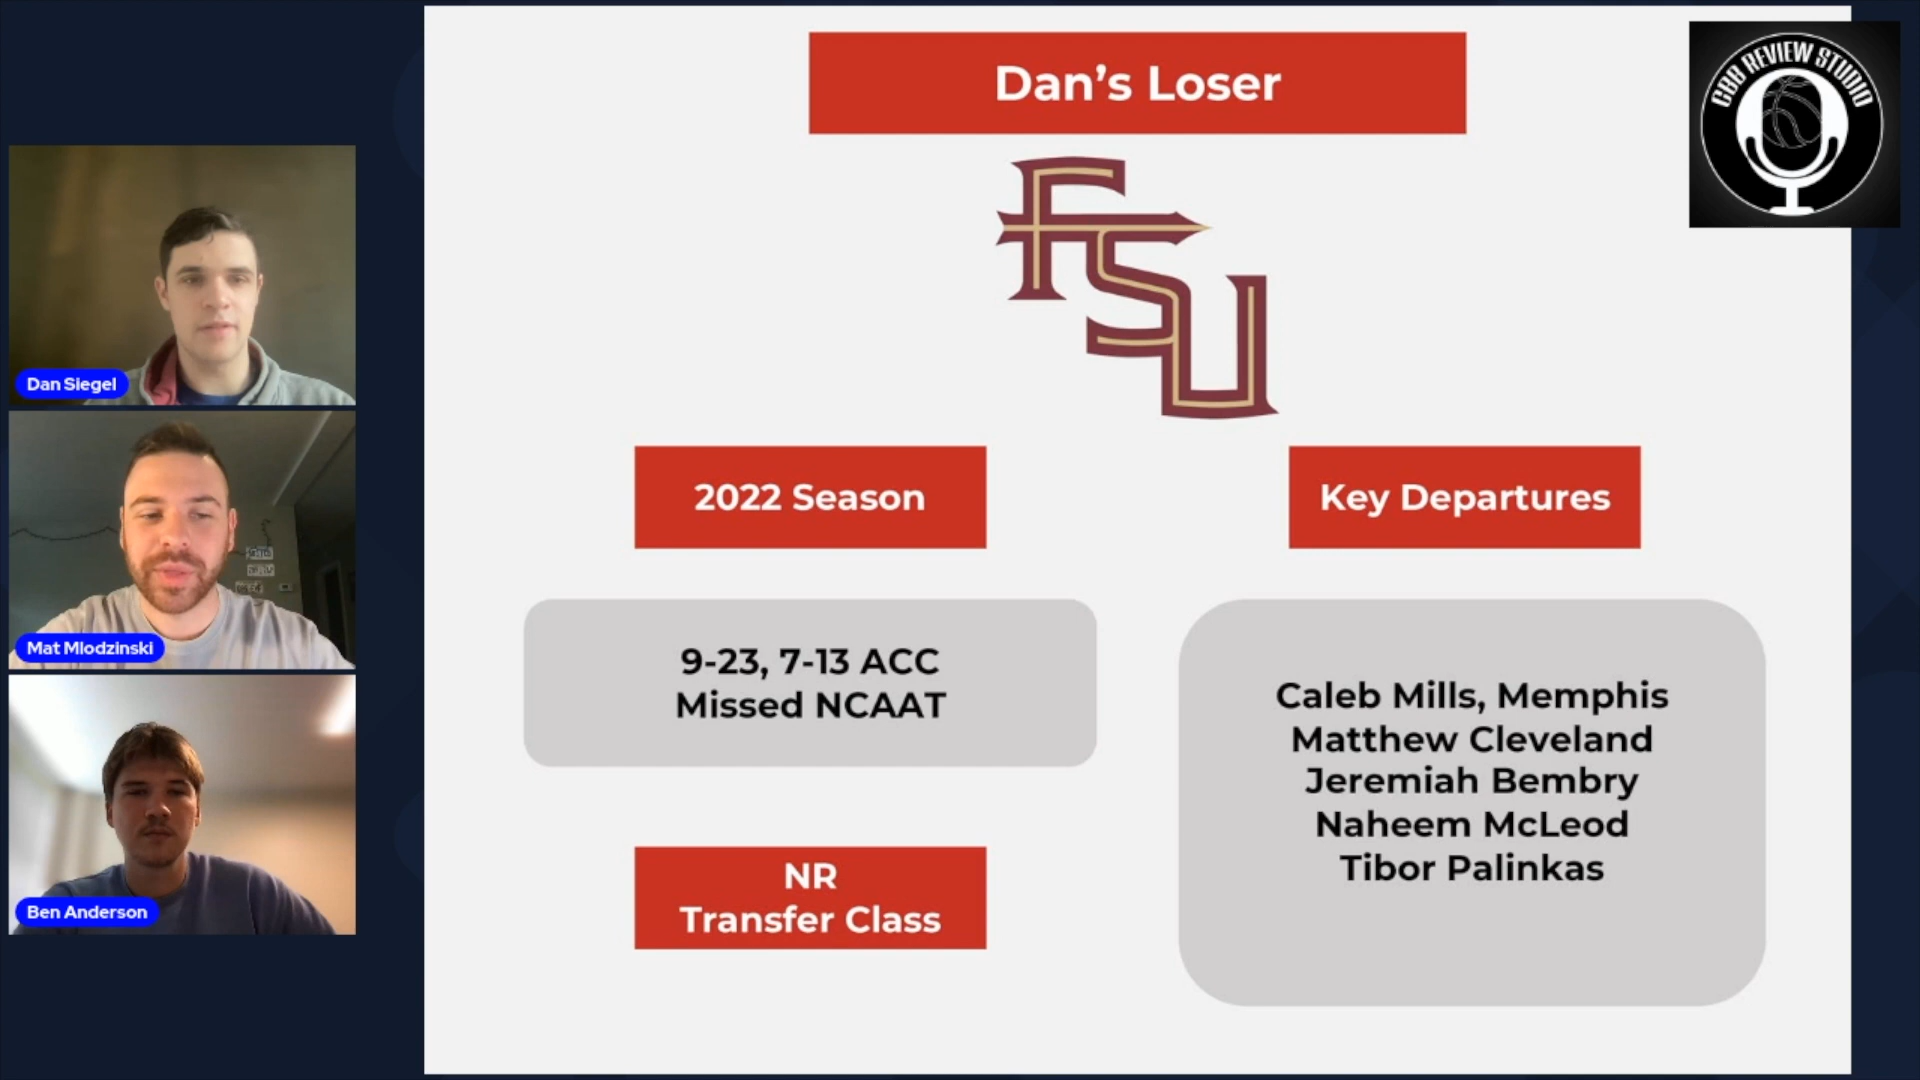 Dan's Loser
CBB REVIEW STUDIO
FSU
2022 Season
Key Departures
9-23, 7-13 ACC
Missed NCAAT
Caleb Mills, Memphis
Matthew Cleveland
Jeremiah Bembry
Naheem McLeod
Tibor Palinkas
NR
Transfer Class
Dan Siegel
Mat Mlodzinski
Ben Anderson